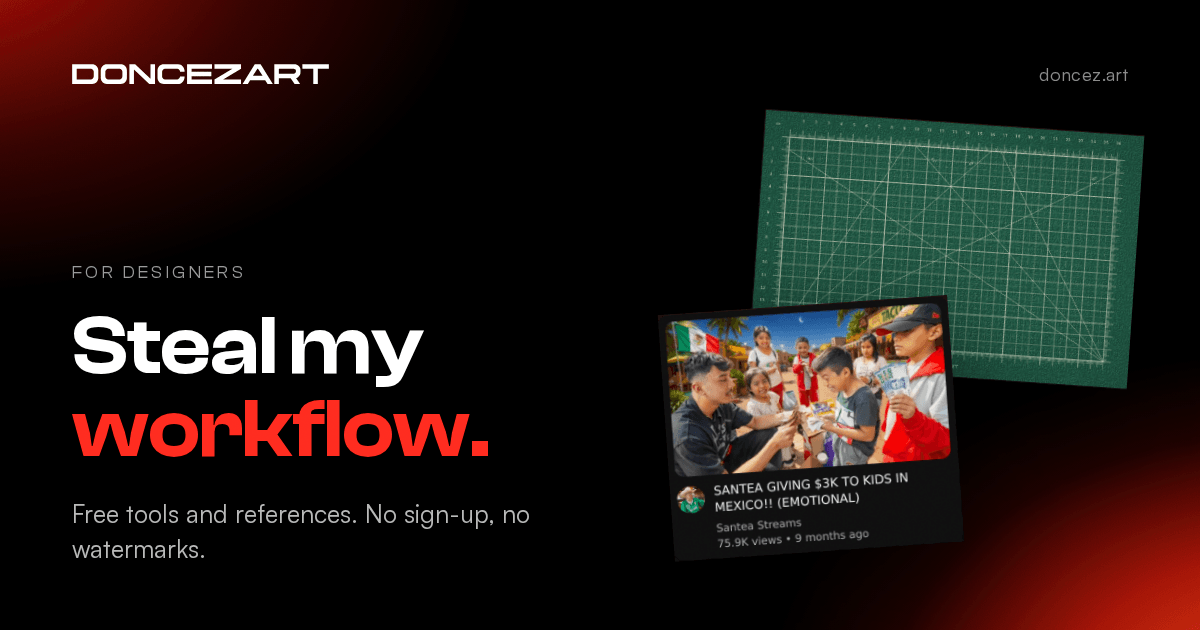 DONCEZART
doncez.art
FOR DESIGNERS
Steal my
workflow.
Free tools and references. No sign-up, no
watermarks.
SANTEA GIVING $3K TO KIDS IN
MEXICO!! (EMOTIONAL)
Santea Streams
75.9K views • 9 months ago